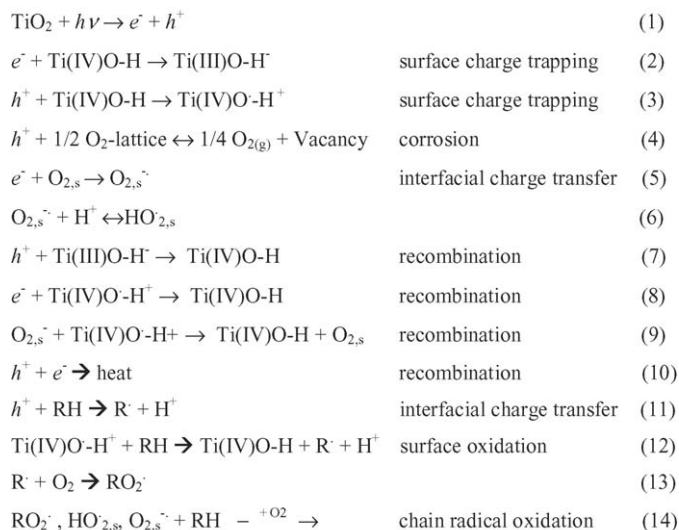 TiO₂ + hν → e⁻ + h⁺ (1)
e⁻ + Ti(IV)O-H → Ti(III)O-H⁻ surface charge trapping (2)
h⁺ + Ti(IV)O-H → Ti(IV)O˙-H⁺ surface charge trapping (3)
h⁺ + 1/2 O₂-lattice ↔ 1/4 O₂(g) + Vacancy corrosion (4)
e⁻ + O₂,s → O₂,s⁻˙ interfacial charge transfer (5)
O₂,s⁻˙ + H⁺ ↔HO˙₂,s (6)
h⁺ + Ti(III)O-H⁻ → Ti(IV)O-H recombination (7)
e⁻ + Ti(IV)O˙-H⁺ → Ti(IV)O-H recombination (8)
O₂,s⁻˙ + Ti(IV)O˙-H+ → Ti(IV)O-H + O₂,s recombination (9)
h⁺ + e⁻ ➔ heat recombination (10)
h⁺ + RH ➔ R˙ + H⁺ interfacial charge transfer (11)
Ti(IV)O˙-H⁺ + RH ➔ Ti(IV)O-H + R˙ + H⁺ surface oxidation (12)
R˙ + O₂ ➔ RO₂˙ (13)
RO₂˙ , HO˙₂,s, O₂,s⁻˙ + RH – ⁺ᴼ² → chain radical oxidation (14)